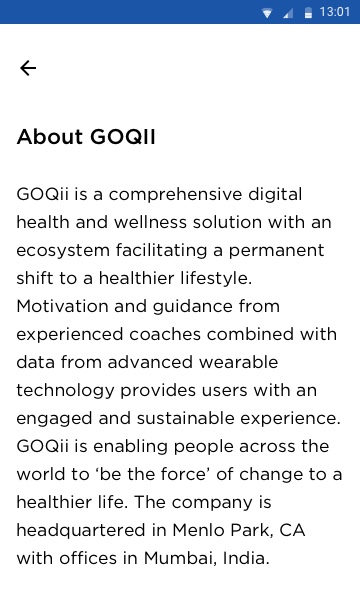 13:01
About GOQII
GOQii is a comprehensive digital
health and wellness solution with an
ecosystem facilitating a permanent
shift to a healthier lifestyle.
Motivation and guidance from
experienced coaches combined with
data from advanced wearable
technology provides users with an
engaged and sustainable experience.
GOQii is enabling people across the
world to ‘be the force’ of change to a
healthier life. The company is
headquartered in Menlo Park, CA
with offices in Mumbai, India.